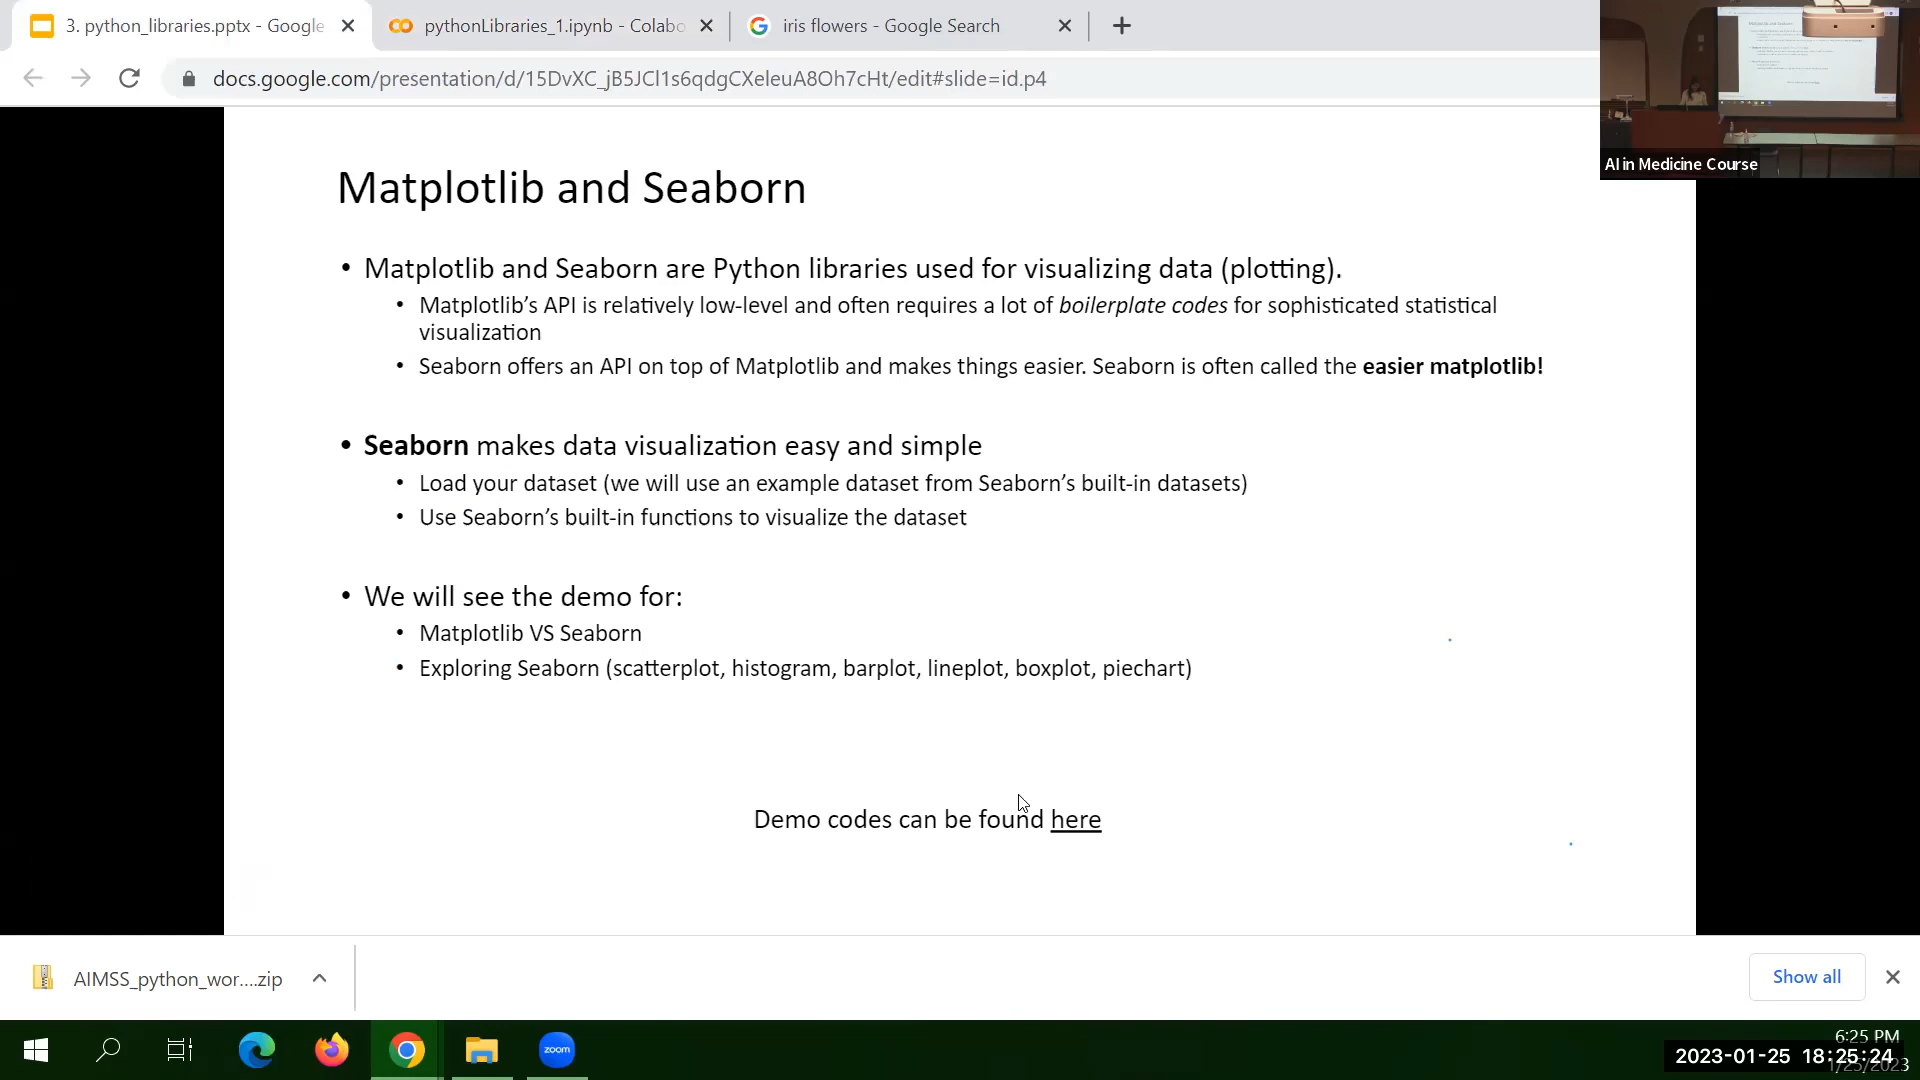 3. python_libraries.pptx - Google
pythonLibraries_1.ipynb - Colabo
iris flowers - Google Search
docs.google.com/presentation/d/15DvXC_jB5JCl1s6qdgCXeleuA8Oh7cHt/edit#slide=id.p4
AI in Medicine Course
Matplotlib and Seaborn
• Matplotlib and Seaborn are Python libraries used for visualizing data (plotting).
• Matplotlib’s API is relatively low-level and often requires a lot of boilerplate codes for sophisticated statistical
visualization
• Seaborn offers an API on top of Matplotlib and makes things easier. Seaborn is often called the easier matplotlib!
• Seaborn makes data visualization easy and simple
• Load your dataset (we will use an example dataset from Seaborn’s built-in datasets)
• Use Seaborn’s built-in functions to visualize the dataset
• We will see the demo for:
• Matplotlib VS Seaborn
• Exploring Seaborn (scatterplot, histogram, barplot, lineplot, boxplot, piechart)
Demo codes can be found here
AIMSS_python_wor....zip
Show all
zoom
6:25 PM
2023-01-25 18:25:24
1/25/2023